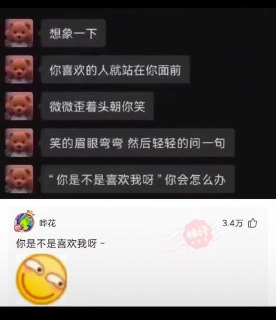 想象一下
你喜欢的人就站在你面前
微微歪着头朝你笑
笑的眉眼弯弯 然后轻轻的问一句
“你是不是喜欢我呀”你会怎么办
晔花
3.4万
你是不是喜欢我呀~